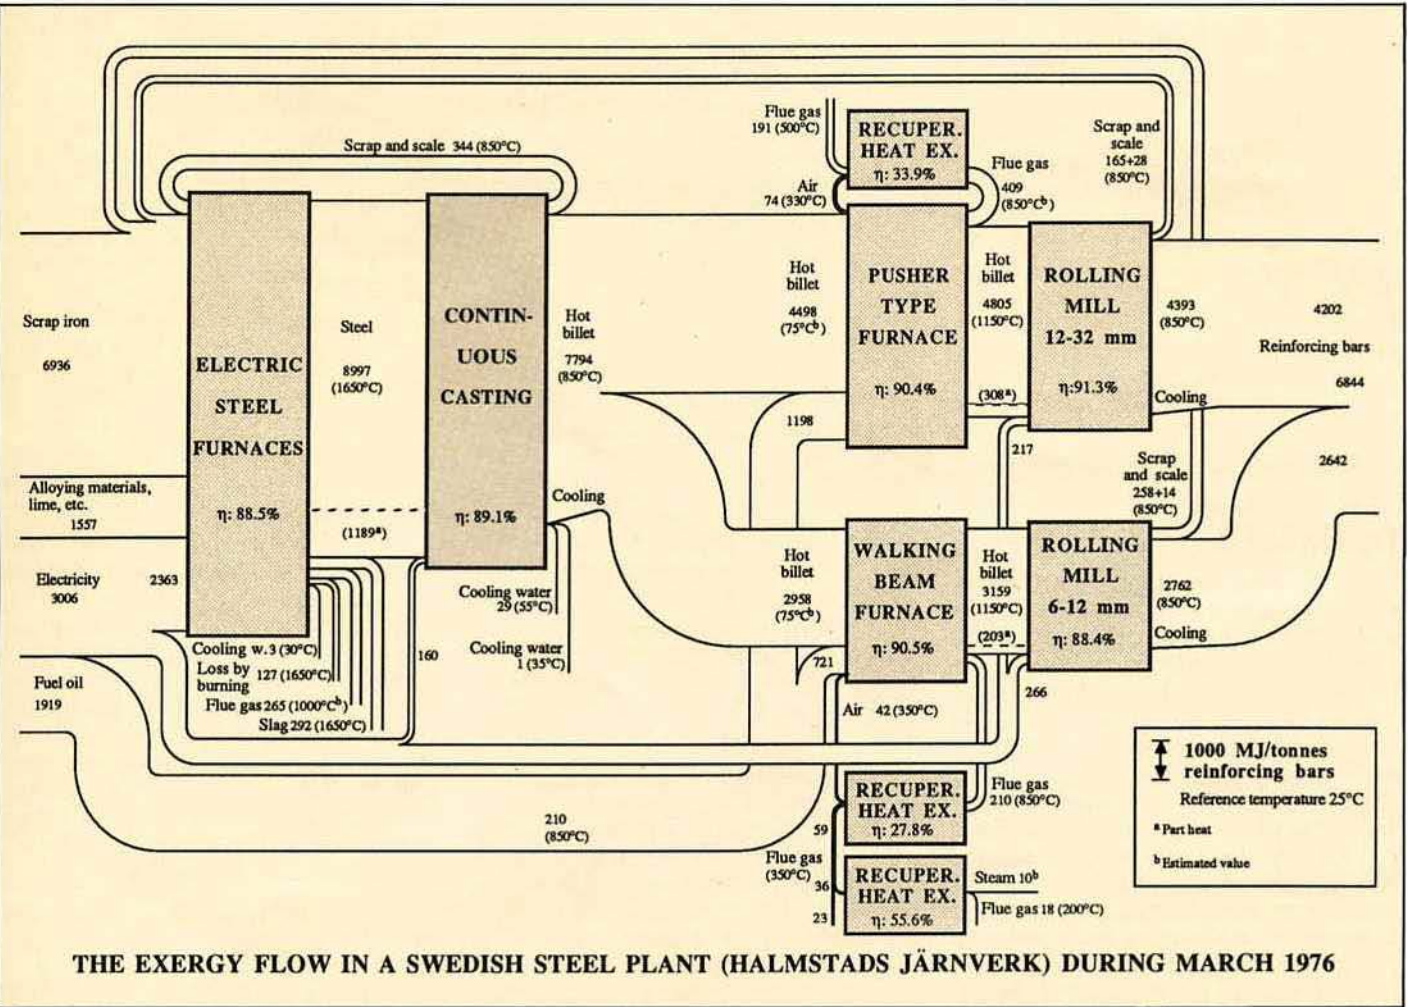 Flue gas
191 (500°C)
RECUPER.
HEAT EX.
η: 33.9%
Scrap and
scale
165+28
(850°C)
Scrap and scale 344 (850°C)
Flue gas
409
(850°Cᵇ)
Air
74 (330°C)
Scrap iron
6936
ELECTRIC
STEEL
FURNACES
η: 88.5%
Steel
8997
(1650°C)
(1189ᵃ)
CONTIN-
UOUS
CASTING
η: 89.1%
Hot
billet
7794
(850°C)
Hot
billet
4498
(75°Cᵇ)
PUSHER
TYPE
FURNACE
η: 90.4%
Hot
billet
4805
(1150°C)
(308ᵃ)
ROLLING
MILL
12-32 mm
η:91.3%
4393
(850°C)
4202
Reinforcing bars
6844
Cooling
1198
217
2642
Scrap
and scale
258+14
(850°C)
Alloying materials,
lime, etc.
1557
Electricity
3006
2363
Cooling
Cooling water
29 (55°C)
Cooling water
1 (35°C)
Hot
billet
2958
(75°Cᵇ)
WALKING
BEAM
FURNACE
η: 90.5%
Hot
billet
3159
(1150°C)
(203ᵃ)
ROLLING
MILL
6-12 mm
η: 88.4%
2762
(850°C)
Cooling
Cooling w.3 (30°C)
Loss by
burning 127 (1650°C)
Flue gas 265 (1000°Cᵇ)
Slag 292 (1650°C)
160
721
266
Fuel oil
1919
Air 42 (350°C)
RECUPER.
HEAT EX.
η: 27.8%
Flue gas
210 (850°C)
210
(850°C)
59
Flue gas
(350°C)
36
23
RECUPER.
HEAT EX.
η: 55.6%
Steam 10ᵇ
Flue gas 18 (200°C)
1000 MJ/tonnes
reinforcing bars
Reference temperature 25°C
ᵃ Part heat
ᵇ Estimated value
THE EXERGY FLOW IN A SWEDISH STEEL PLANT (HALMSTADS JÄRNVERK) DURING MARCH 1976